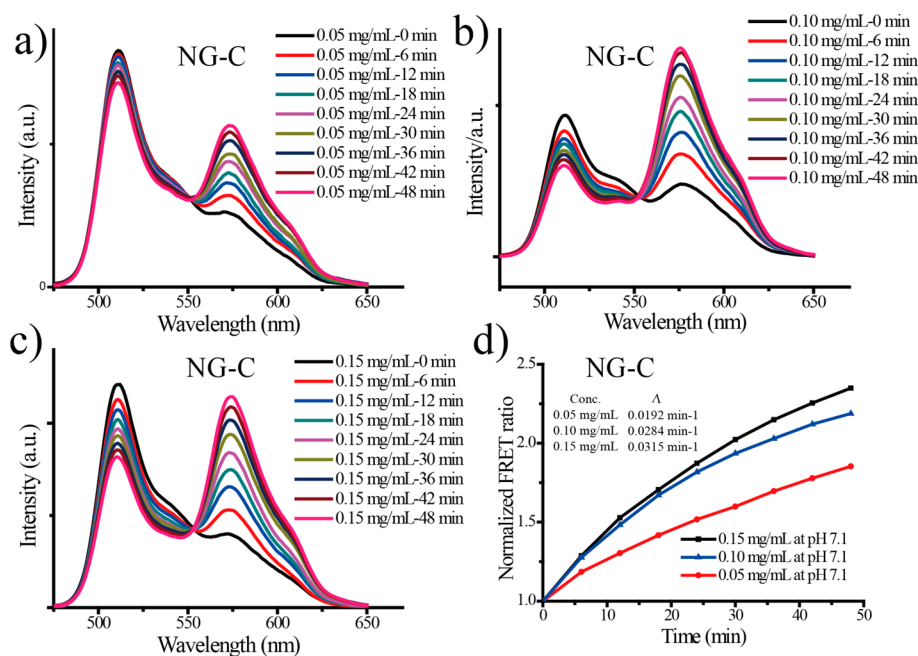 a)
NG-C
0.05 mg/mL-0 min
0.05 mg/mL-6 min
0.05 mg/mL-12 min
0.05 mg/mL-18 min
0.05 mg/mL-24 min
0.05 mg/mL-30 min
0.05 mg/mL-36 min
0.05 mg/mL-42 min
0.05 mg/mL-48 min
Intensity (a.u.)
0
500 550 600 650
Wavelength (nm)
b)
NG-C
0.10 mg/mL-0 min
0.10 mg/mL-6 min
0.10 mg/mL-12 min
0.10 mg/mL-18 min
0.10 mg/mL-24 min
0.10 mg/mL-30 min
0.10 mg/mL-36 min
0.10 mg/mL-42 min
0.10 mg/mL-48 min
Intensity/a.u.
500 550 600 650
Wavelength (nm)
c)
NG-C
0.15 mg/mL-0 min
0.15 mg/mL-6 min
0.15 mg/mL-12 min
0.15 mg/mL-18 min
0.15 mg/mL-24 min
0.15 mg/mL-30 min
0.15 mg/mL-36 min
0.15 mg/mL-42 min
0.15 mg/mL-48 min
Intensity (a.u.)
500 550 600 650
Wavelength (nm)
d)
NG-C
Normalized FRET ratio
2.5
2.0
1.5
1.0
Conc. Λ
0.05 mg/mL 0.0192 min-1
0.10 mg/mL 0.0284 min-1
0.15 mg/mL 0.0315 min-1
0.15 mg/mL at pH 7.1
0.10 mg/mL at pH 7.1
0.05 mg/mL at pH 7.1
0 10 20 30 40 50
Time (min)